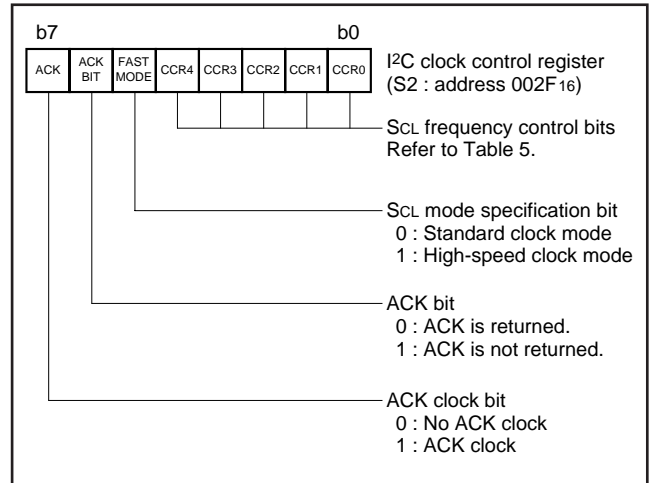 b7 b0
ACK
ACK BIT
FAST MODE
CCR4
CCR3
CCR2
CCR1
CCR0
I2C clock control register
(S2 : address 002F16)
SCL frequency control bits
Refer to Table 5.
SCL mode specification bit
0 : Standard clock mode
1 : High-speed clock mode
ACK bit
0 : ACK is returned.
1 : ACK is not returned.
ACK clock bit
0 : No ACK clock
1 : ACK clock